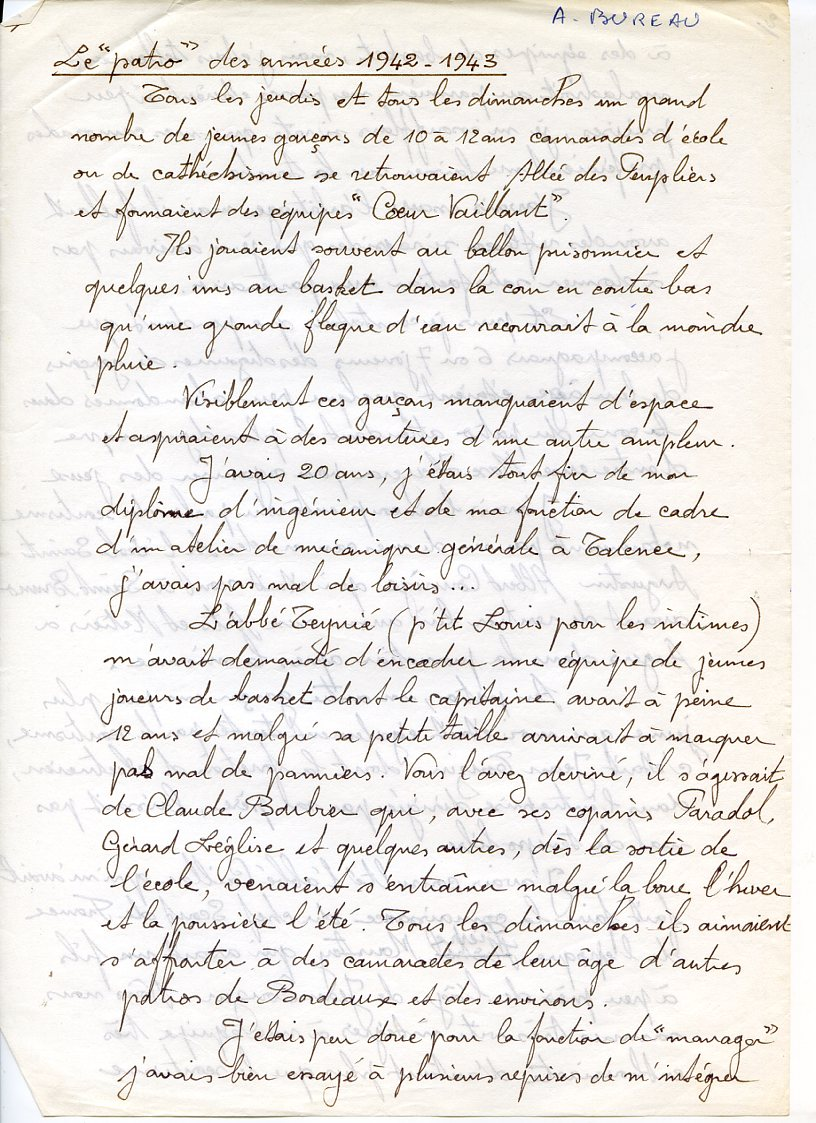 A. BUREAU
Le "patro" des années 1942-1943
Tous les jeudis et tous les dimanches un grand
nombre de jeunes garçons de 10 à 12 ans camarades d'école
ou de cathéchisme se retrouvaient Allée des Peupliers
et formaient des équipes "Coeur Vaillant".
Ils jouaient souvent au ballon prisonnier et
quelques'uns au basket dans la cour en contre bas
qu'une grande flaque d'eau recouvrait à la moindre
pluie.
Visiblement ces garçons manquaient d'espace
et aspiraient à des aventures d'une autre ampleur.
J'avais 20 ans, j'étais tout fier de mon
diplôme d'ingénieur et de ma fonction de cadre
d'un atelier de mécanique générale à Talence,
j'avais pas mal de loisirs...
L'abbé Teynié (p'tit Louis pour les intimes)
m'avait demandé d'encadrer une équipe de jeunes
joueurs de basket dont le capitaine avait à peine
12 ans et malgré sa petite taille arrivait à marquer
pas mal de panniers. Vous l'avez deviné, il s'agissait
de Claude Barbier qui, avec ses copains Faradol,
Gérard Léglise et quelques autres, dès la sortie de
l'école, venaient s'entraîner malgré la boue l'hiver
et la poussière l'été. Tous les dimanches ils aimaient
s'affronter à des camarades de leur âge d'autres
patros de Bordeaux et des environs.
J'étais peu doué pour la fonction de "manager"
j'avais bien essayé à plusieurs reprises de m'intégrer